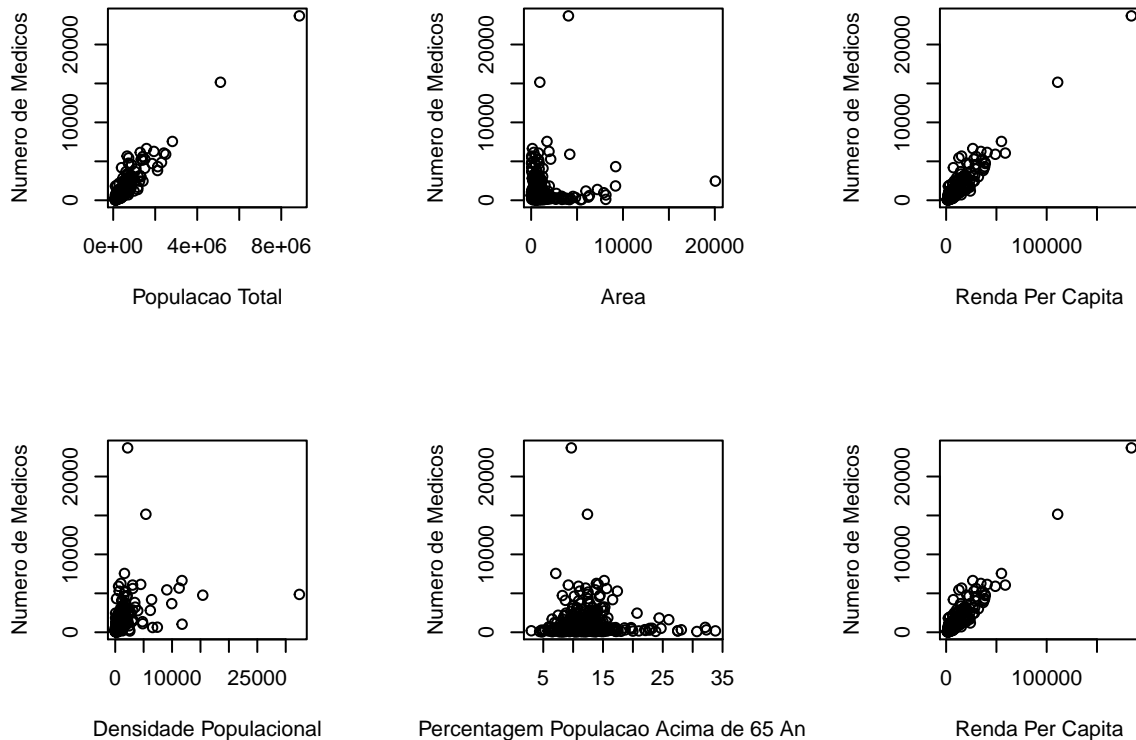 Numero de Medicos
20000
10000
0
0e+00 4e+06 8e+06
Populacao Total
Numero de Medicos
20000
10000
0
0 10000 20000
Area
Numero de Medicos
20000
10000
0
0 100000
Renda Per Capita
Numero de Medicos
20000
10000
0
0 10000 25000
Densidade Populacional
Numero de Medicos
20000
10000
0
5 15 25 35
Percentagem Populacao Acima de 65 An
Numero de Medicos
20000
10000
0
0 100000
Renda Per Capita